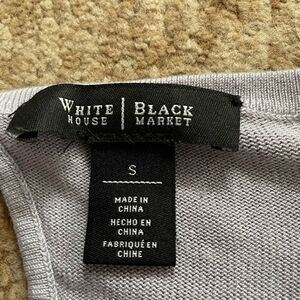 WHITE | BLACK
HOUSE | MARKET
S
MADE IN
CHINA
HECHO EN
CHINA
FABRIQUÉ EN
CHINE